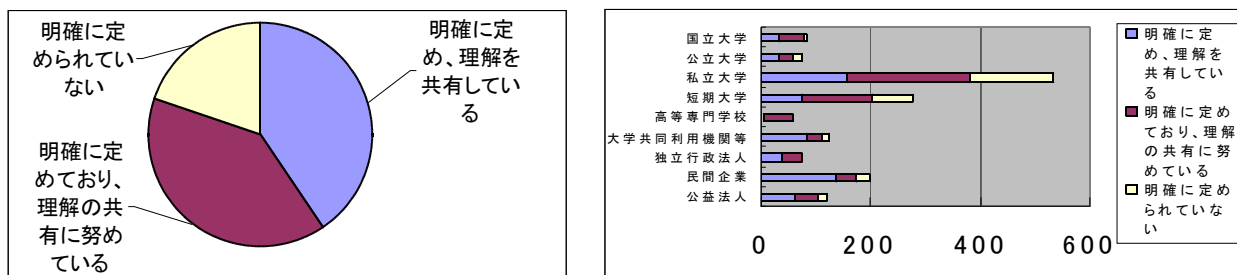 明確に定
められてい
ない
明確に定
め、理解を
共有して
いる
明確に定
めており、
理解の共
有に努め
ている
国立大学
公立大学
私立大学
短期大学
高等専門学校
大学共同利用機関等
独立行政法人
民間企業
公益法人
0 200 400 600
明確に定
め、理解を
共有してい
る
明確に定め
ており、理解
の共有に努
めている
明確に定め
られていな
い